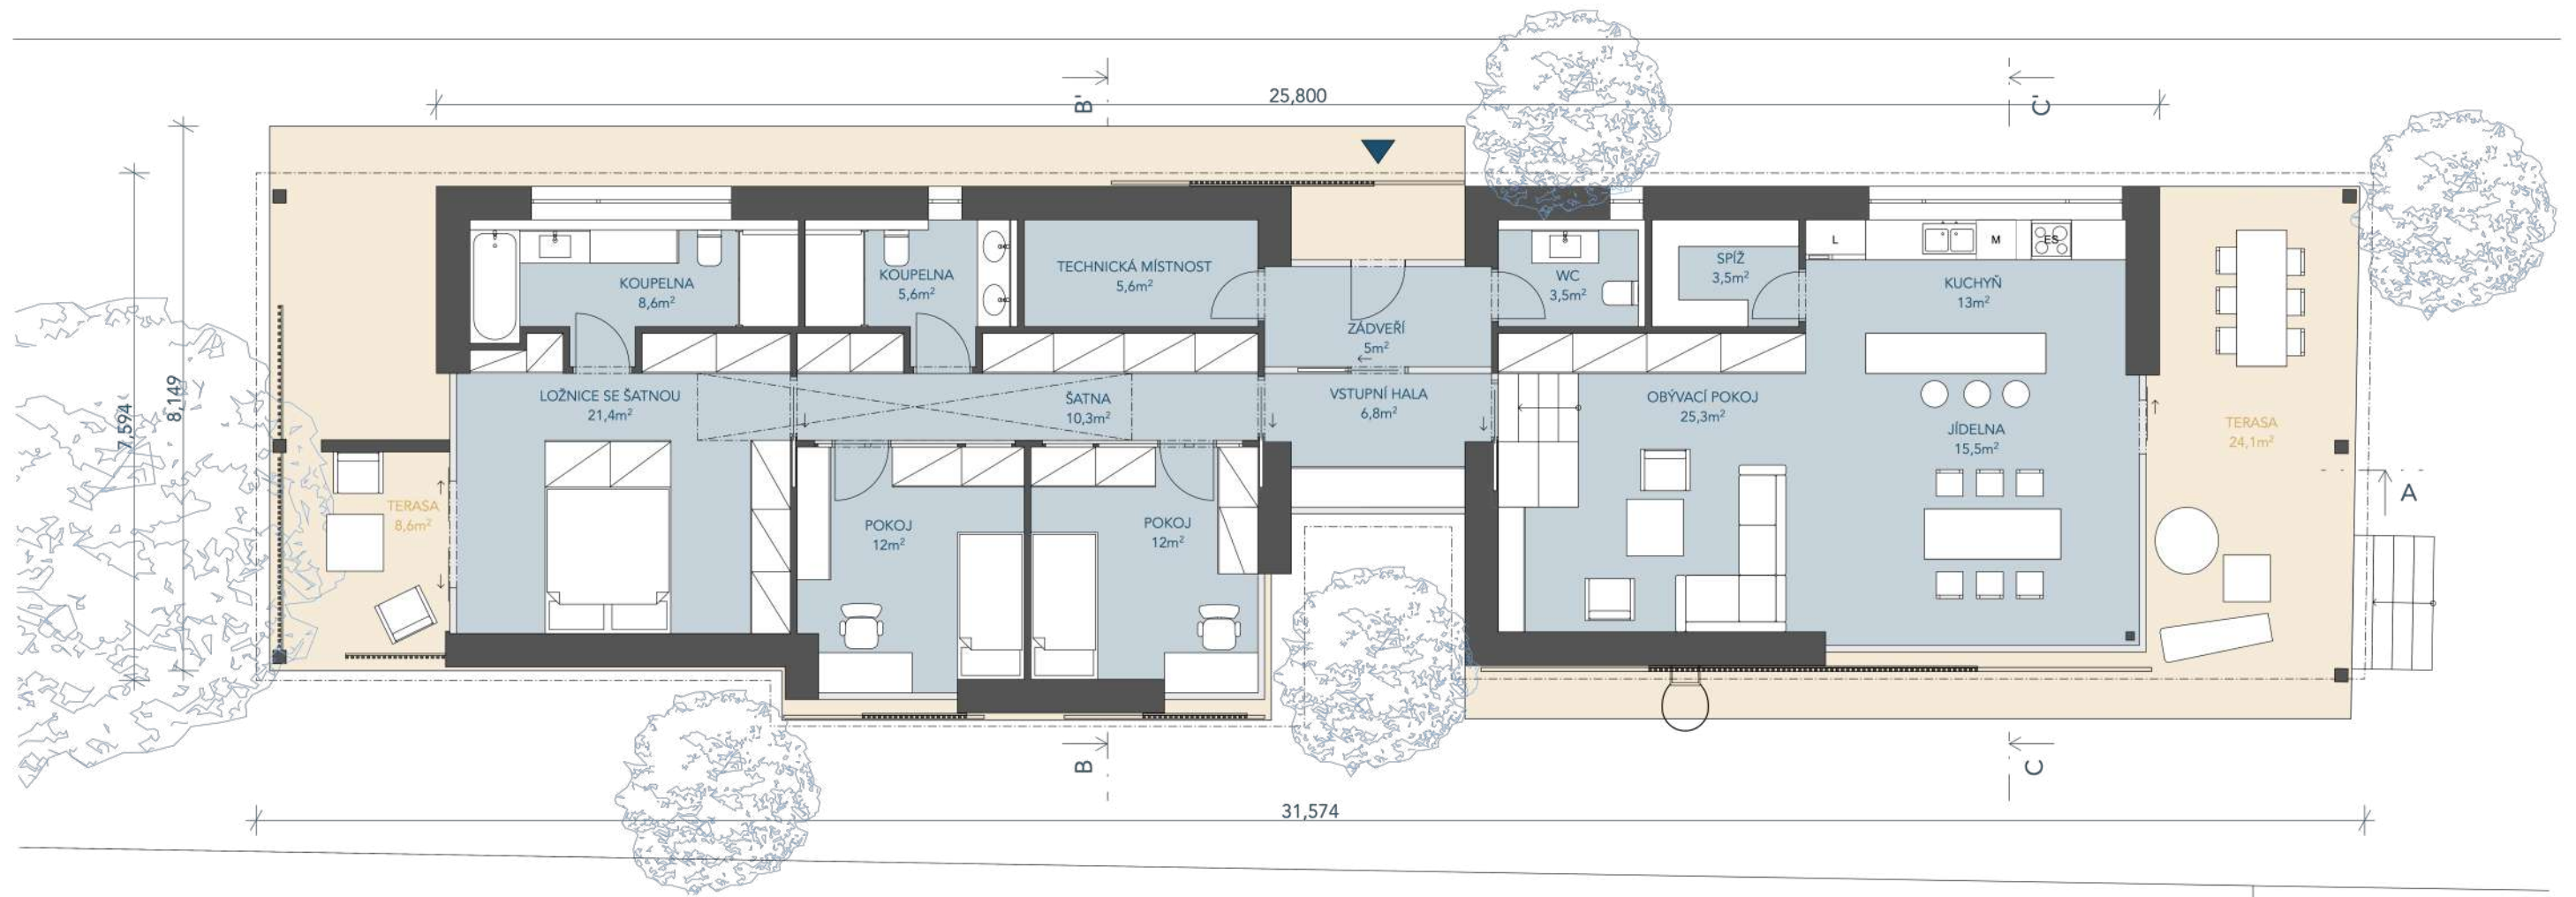 B'
25,800
C'
KOUPELNA
8,6m²
KOUPELNA
5,6m²
TECHNICKÁ MÍSTNOST
5,6m²
WC
3,5m²
SPÍŽ
3,5m²
L
M
ES
KUCHYŇ
13m²
ZÁDVEŘÍ
5m²
7,594
8,149
LOŽNICE SE ŠATNOU
21,4m²
ŠATNA
10,3m²
VSTUPNÍ HALA
6,8m²
OBÝVACÍ POKOJ
25,3m²
JÍDELNA
15,5m²
TERASA
24,1m²
TERASA
8,6m²
POKOJ
12m²
POKOJ
12m²
A
B
C
31,574